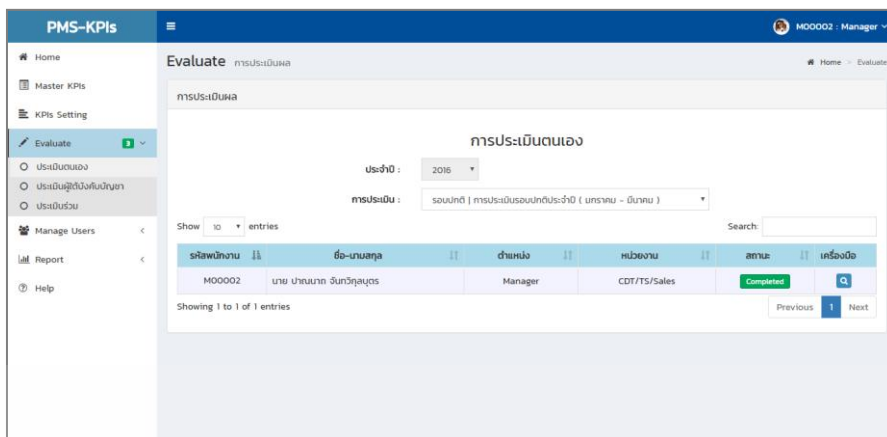 PMS-KPIs
M00002 : Manager
Home
Master KPIs
KPIs Setting
Evaluate 3
ประเมินตนเอง
ประเมินผู้ใต้บังคับบัญชา
ประเมินร่วม
Manage Users
Report
Help
Evaluate การประเมินผล
Home > Evaluate
การประเมินผล
การประเมินตนเอง
ประจำปี : 2016
การประเมิน : รอบปกติ | การประเมินรอบปกติประจำปี ( มกราคม - มีนาคม )
Show 10 entries Search:
รหัสพนักงาน ชื่อ-นามสกุล ตำแหน่ง หน่วยงาน สถานะ เครื่องมือ
M00002 นาย ปาณนาถ จันทวิกุลบุตร Manager CDT/TS/Sales Completed
Showing 1 to 1 of 1 entries
Previous 1 Next